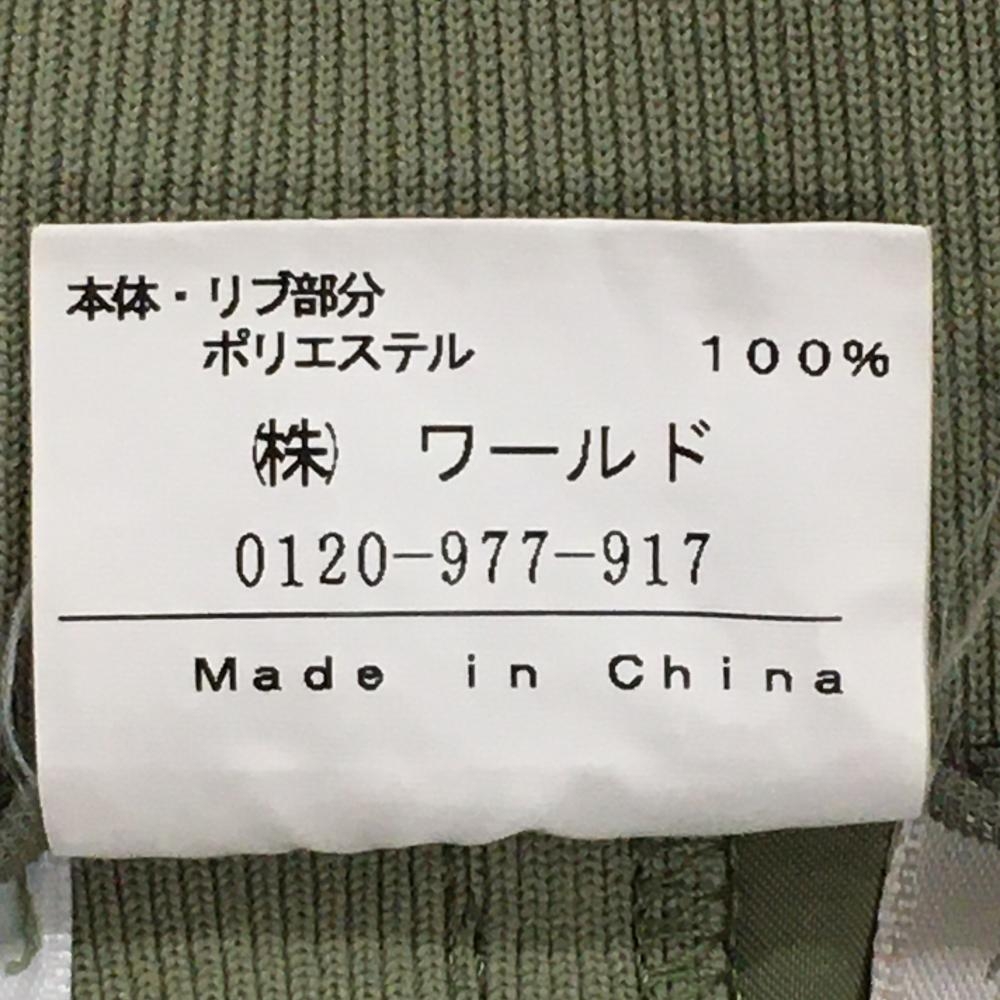 本体・リブ部分
ポリエステル 100%
㈱ ワールド
0120-977-917
Made in China